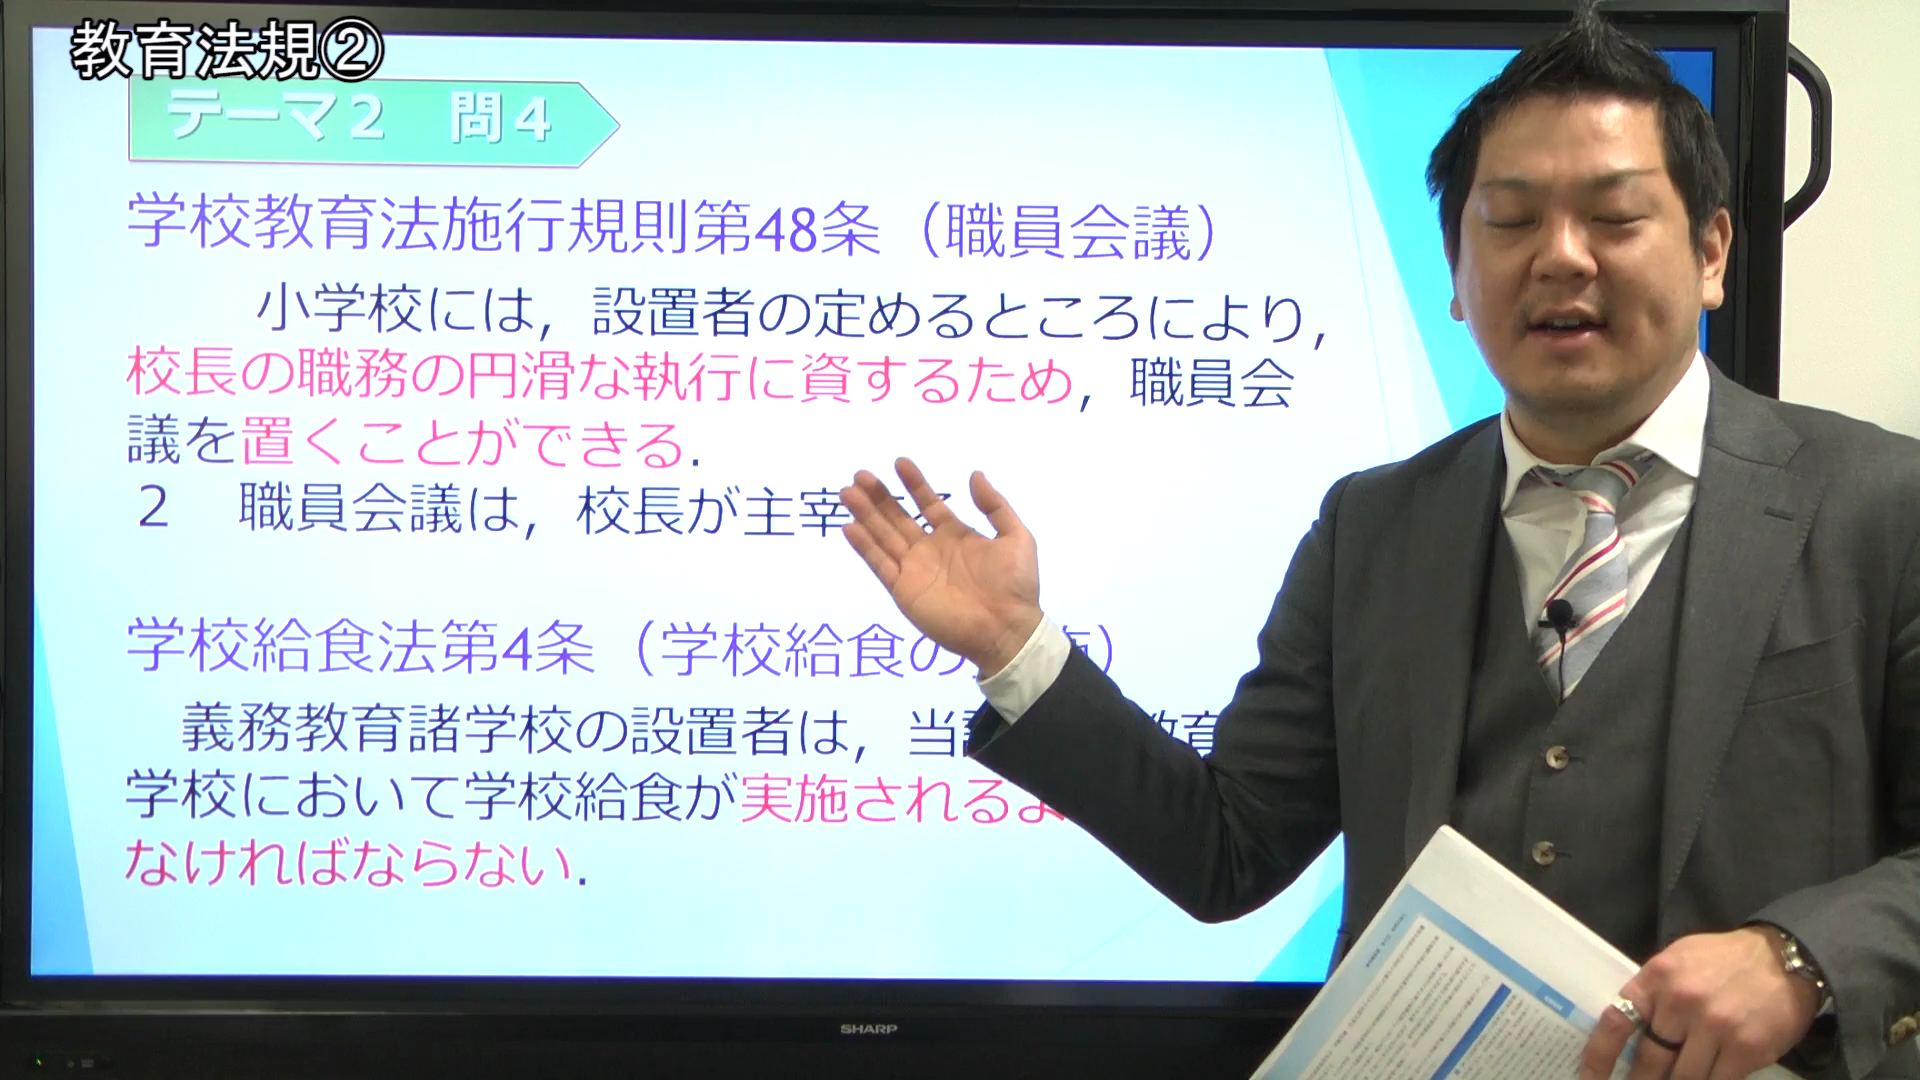 教育法規②
テーマ2 問4
学校教育法施行規則第48条（職員会議）
小学校には，設置者の定めるところにより，
校長の職務の円滑な執行に資するため，職員会
議を置くことができる．
２ 職員会議は，校長が主宰
学校給食法第4条（学校給食の
義務教育諸学校の設置者は，当 教育
学校において学校給食が実施されるよ
なければならない．
SHARP